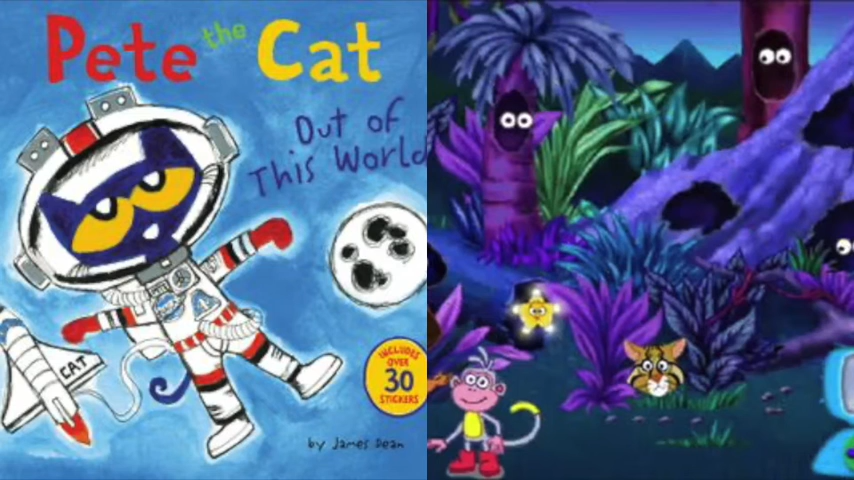 Pete the Cat
Out of
This World
CAT
INCLUDES
OVER
30
STICKERS
by James Dean